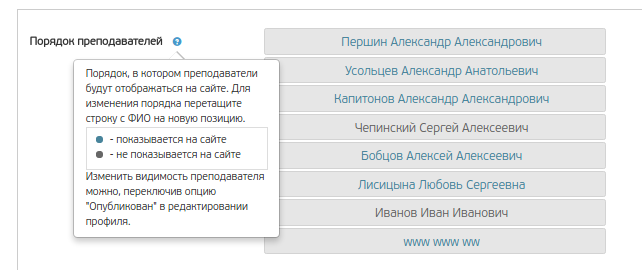 Порядок преподавателей ?
Порядок, в котором преподаватели
будут отображаться на сайте. Для
изменения порядка перетащите
строку с ФИО на новую позицию.
- показывается на сайте
- не показывается на сайте
Изменить видимость преподавателя
можно, переключив опцию
"Опубликован" в редактировании
профиля.
Першин Александр Александрович
Усольцев Александр Анатольевич
Капитонов Александр Александрович
Чепинский Сергей Алексеевич
Бобцов Алексей Алексеевич
Лисицына Любовь Сергеевна
Иванов Иван Иванович
www www ww